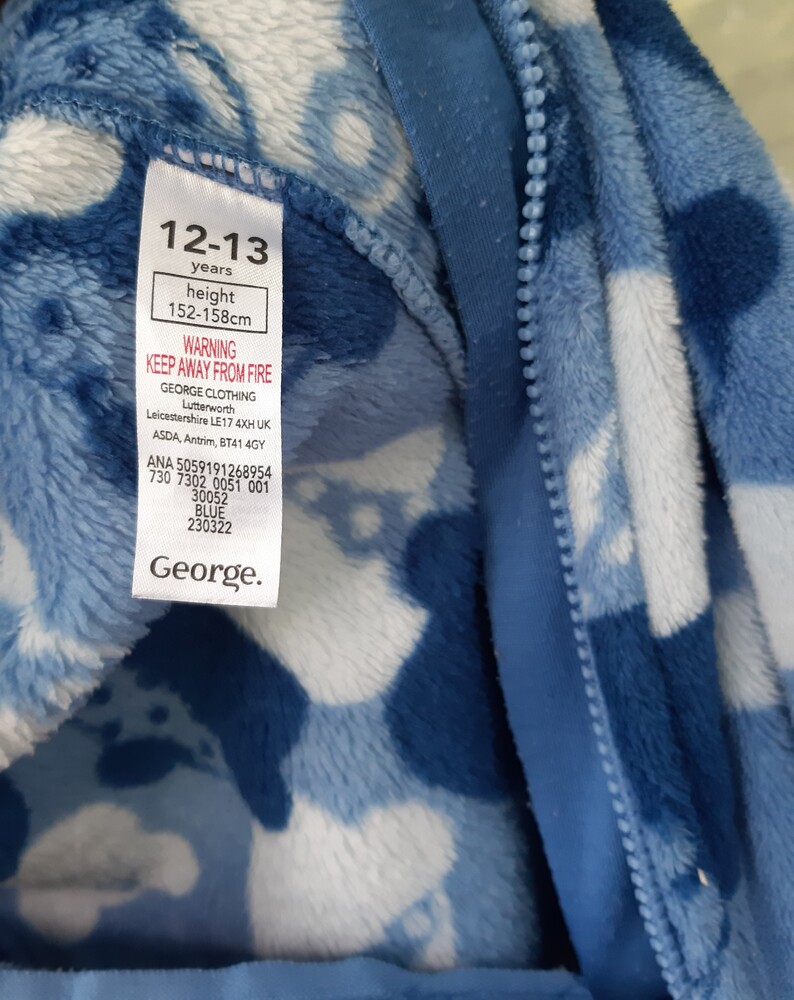 12-13
years
height
152-158cm
WARNING
KEEP AWAY FROM FIRE
GEORGE CLOTHING
Lutterworth
Leicestershire LE17 4XH UK
ASDA, Antrim, BT41 4GY
ANA 5059191268954
730 7302 0051 001
30052
BLUE
230322
George.